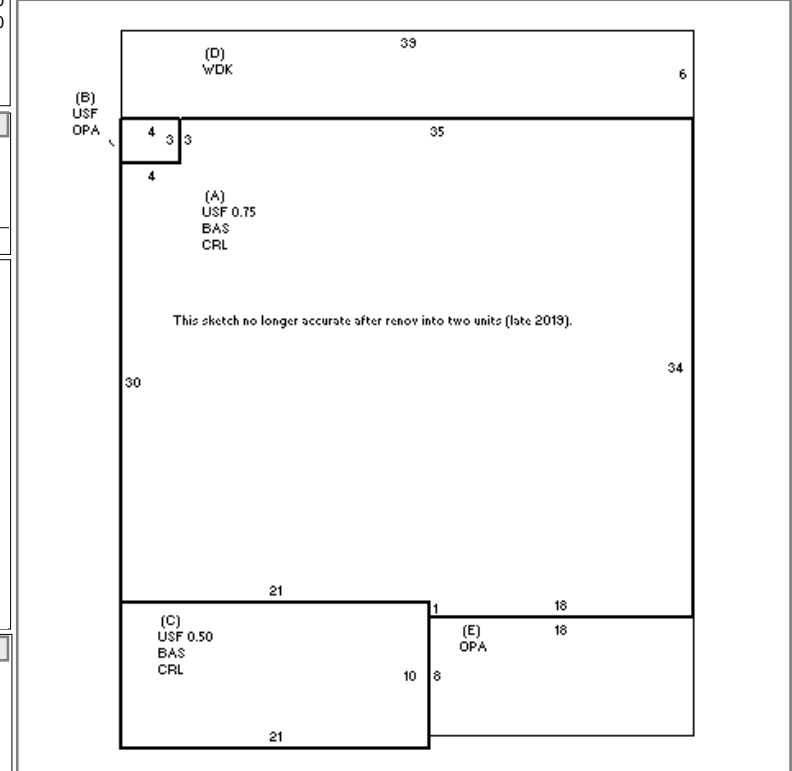 39
(D)
WDK
6
(B)
USF
OPA
4
3
3
35
4
(A)
USF 0.75
BAS
CRL
This sketch no longer accurate after renov into two units (late 2019).
34
30
21
1
18
(C)
USF 0.50
BAS
CRL
(E)
OPA
18
10
8
21